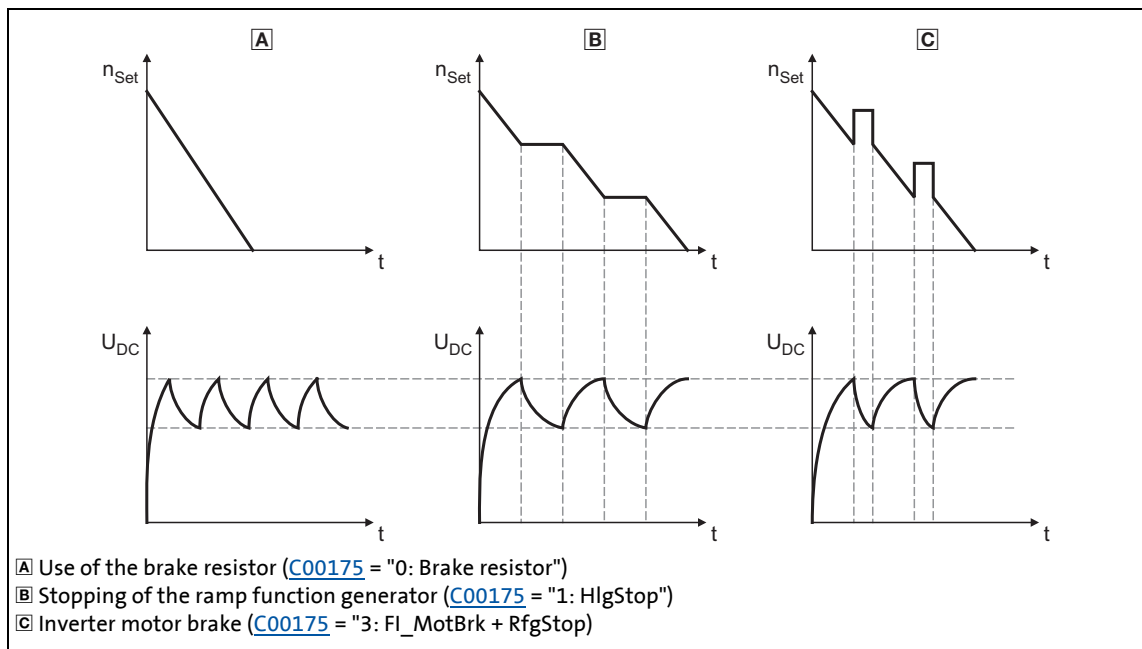 A B C
nSet nSet nSet
t t t
UDC UDC UDC
t t t
A Use of the brake resistor (C00175 = "0: Brake resistor")
B Stopping of the ramp function generator (C00175 = "1: HlgStop")
C Inverter motor brake (C00175 = "3: FI_MotBrk + RfgStop)